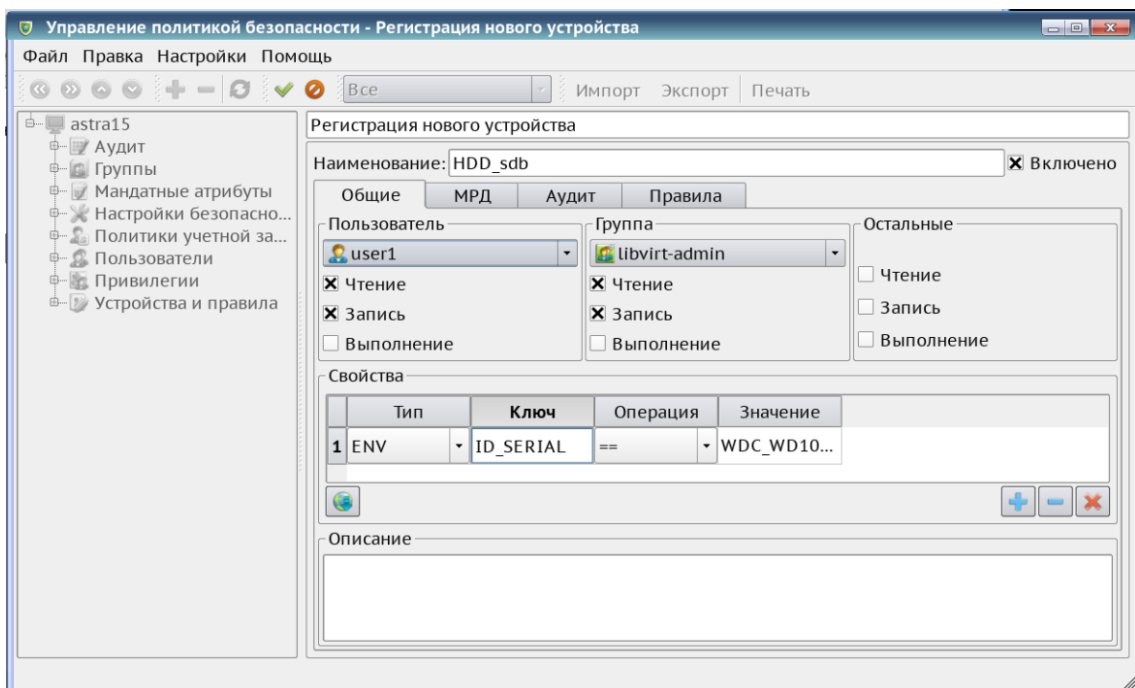 Управление политикой безопасности - Регистрация нового устройства
Файл Правка Настройки Помощь
Все Импорт Экспорт Печать
astra15
Аудит
Группы
Мандатные атрибуты
Настройки безопасно...
Политики учетной за...
Пользователи
Привилегии
Устройства и правила
Регистрация нового устройства
Наименование: HDD_sdb Включено
Общие МРД Аудит Правила
Пользователь
user1
Чтение
Запись
Выполнение
Группа
libvirt-admin
Чтение
Запись
Выполнение
Остальные
Чтение
Запись
Выполнение
Свойства
Тип Ключ Операция Значение
1 ENV ID_SERIAL == WDC_WD10...
Описание